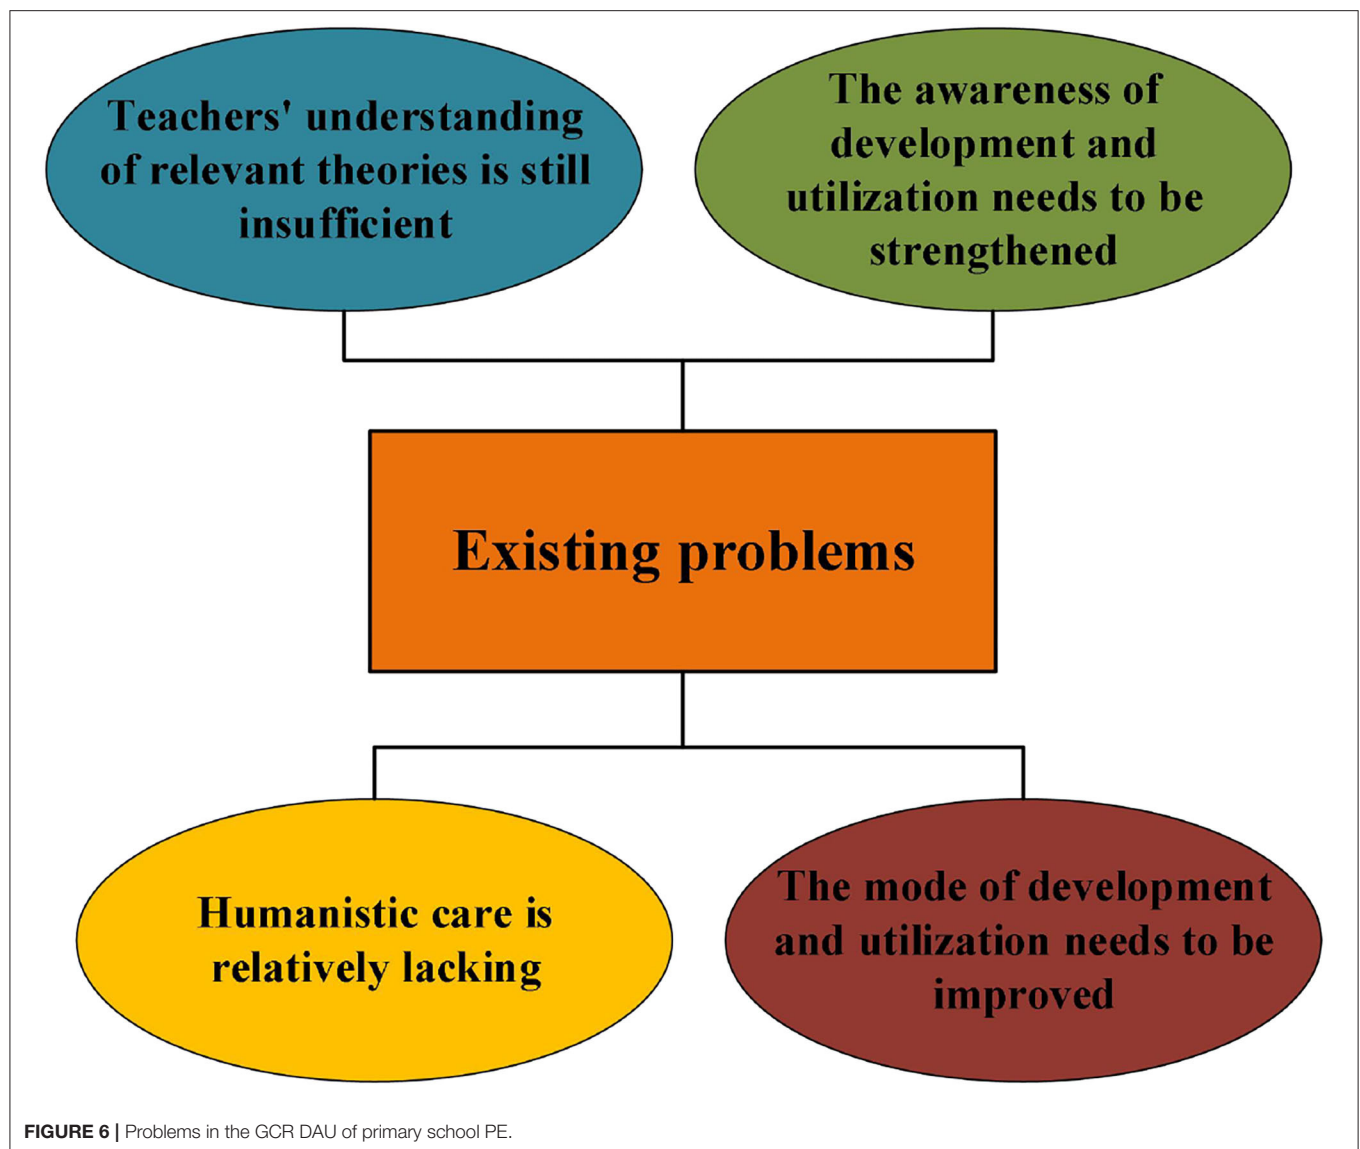 Teachers' understanding
of relevant theories is still
insufficient
The awareness of
development and
utilization needs to be
strengthened
Existing problems
Humanistic care is
relatively lacking
The mode of development
and utilization needs to be
improved
FIGURE 6 | Problems in the GCR DAU of primary school PE.